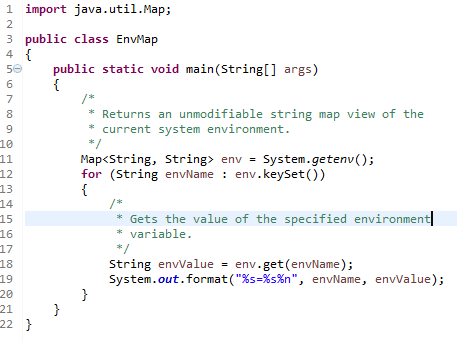 1 import java.util.Map;
2
3 public class EnvMap
4 {
5 public static void main(String[] args)
6 {
7 /*
8 * Returns an unmodifiable string map view of the
9 * current system environment.
10 */
11 Map<String, String> env = System.getenv();
12 for (String envName : env.keySet())
13 {
14 /*
15 * Gets the value of the specified environment
16 * variable.
17 */
18 String envValue = env.get(envName);
19 System.out.format("%s=%s%n", envName, envValue);
20 }
21 }
22 }